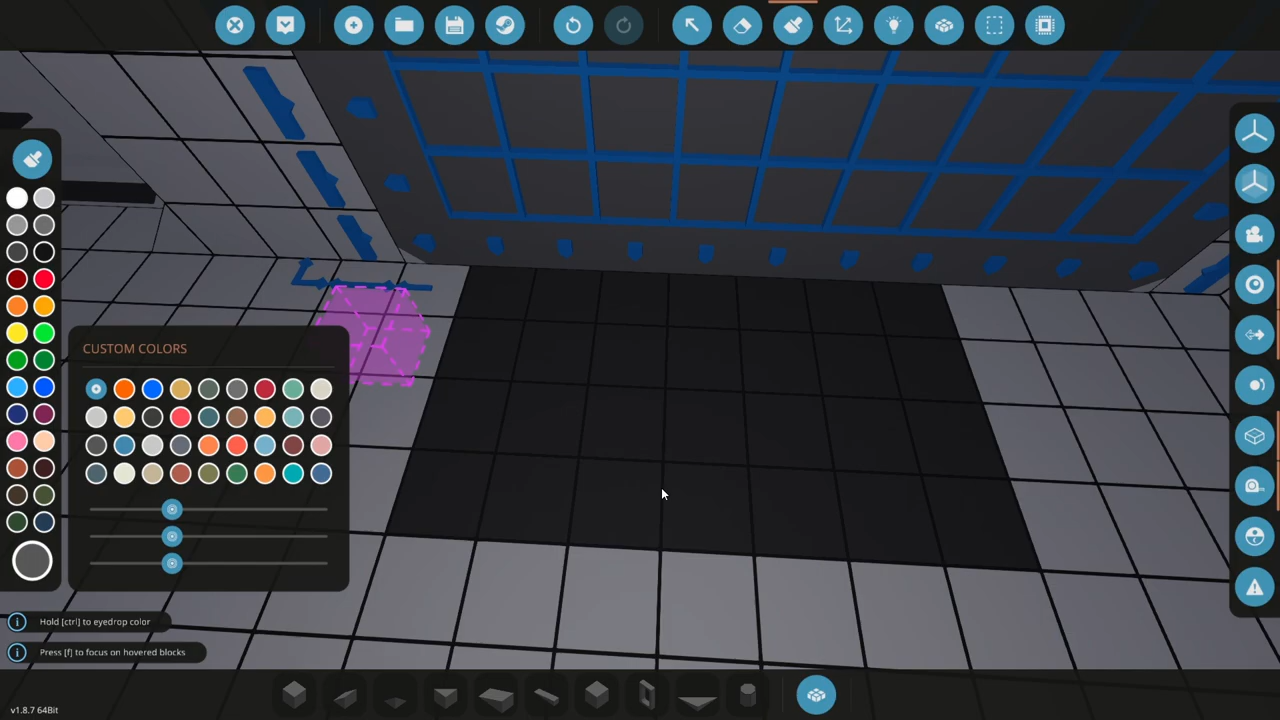 CUSTOM COLORS
Hold [ctrl] to eyedrop color
Press [f] to focus on hovered blocks
v1.8.7 64Bit